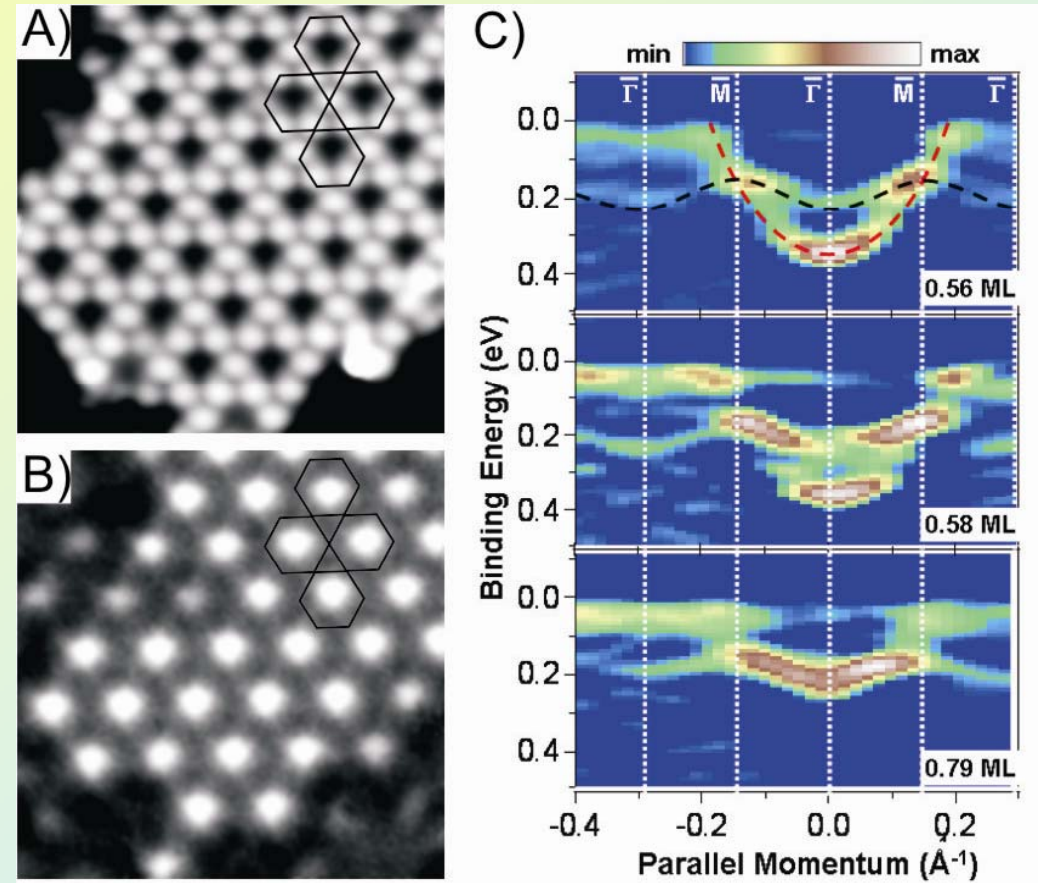 A)
B)
C)
min max
Γ̅ M̅ Γ̅ M̅ Γ̅
0.0
0.2
0.4
0.56 ML
0.0
0.2
0.4
0.58 ML
0.0
0.2
0.4
0.79 ML
Binding Energy (eV)
-0.4 -0.2 0.0 0.2
Parallel Momentum (Å⁻¹)